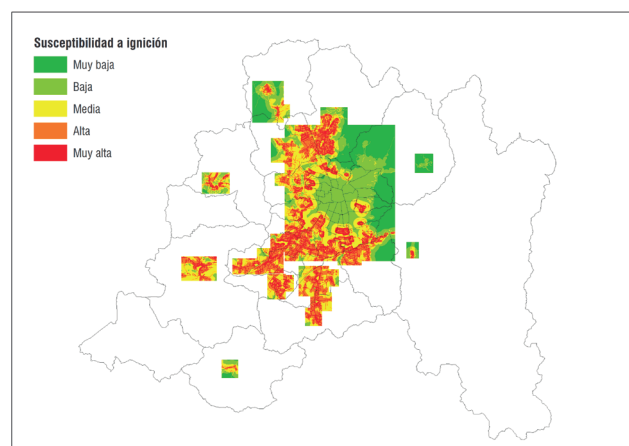 Susceptibilidad a ignición
Muy baja
Baja
Media
Alta
Muy alta